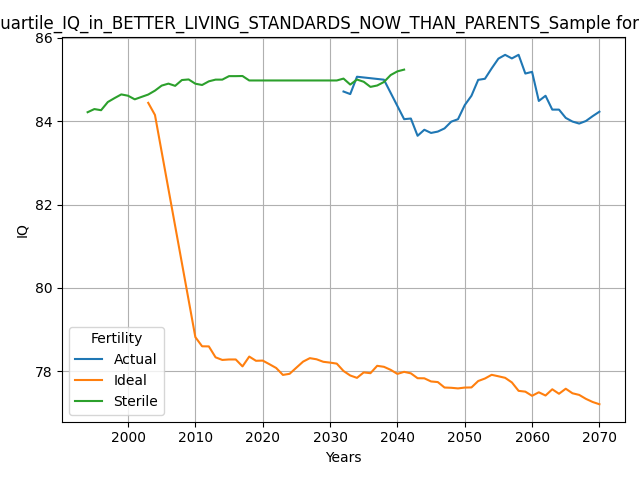 uartile_IQ_in_BETTER_LIVING_STANDARDS_NOW_THAN_PARENTS_Sample for
86
84
82
80
78
IQ
Fertility
Actual
Ideal
Sterile
2000 2010 2020 2030 2040 2050 2060 2070
Years